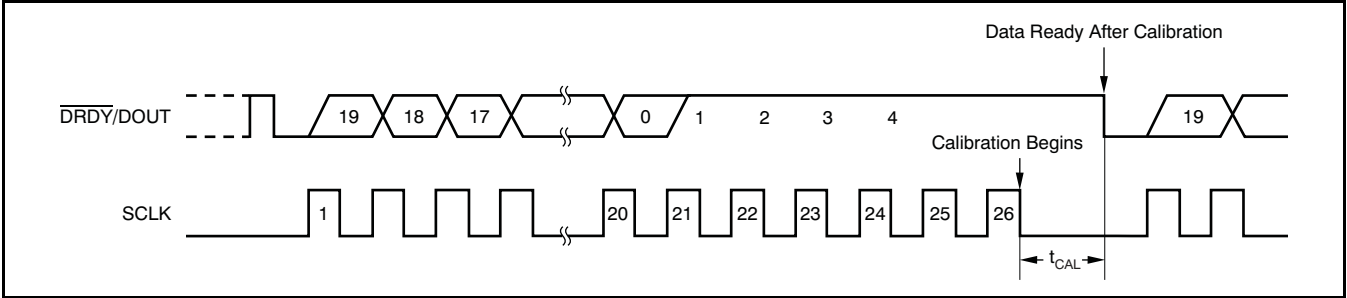 Data Ready After Calibration
DRDY/DOUT 19 18 17 0 1 2 3 4 19
Calibration Begins
SCLK 1 20 21 22 23 24 25 26
tCAL